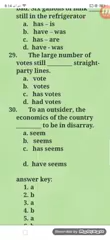 still in the refrigerator
a. has – is
b. have – was
c. has – are
d. have - was
29. The large number of
votes still ________ straight-
party lines.
a. vote
b. votes
c. has votes
d. had votes
30. To an outsider, the
economics of the country
________ to be in disarray.
a. seem
b. seems
c. has seems
d. have seems
answer key:
1. a
2. b
3. a
4. b
5. a